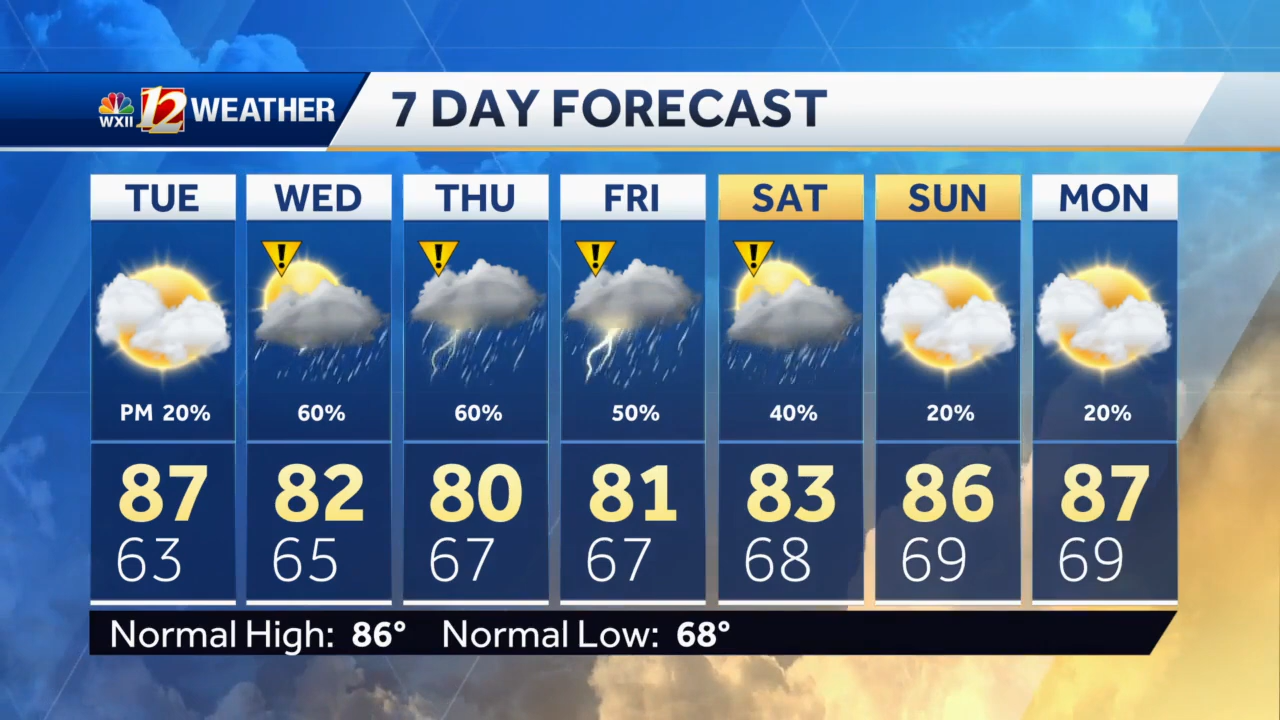 WXII 12 WEATHER
7 DAY FORECAST
TUE WED THU FRI SAT SUN MON
! ! ! !
PM 20% 60% 60% 50% 40% 20% 20%
87 82 80 81 83 86 87
63 65 67 67 68 69 69
Normal High: 86° Normal Low: 68°